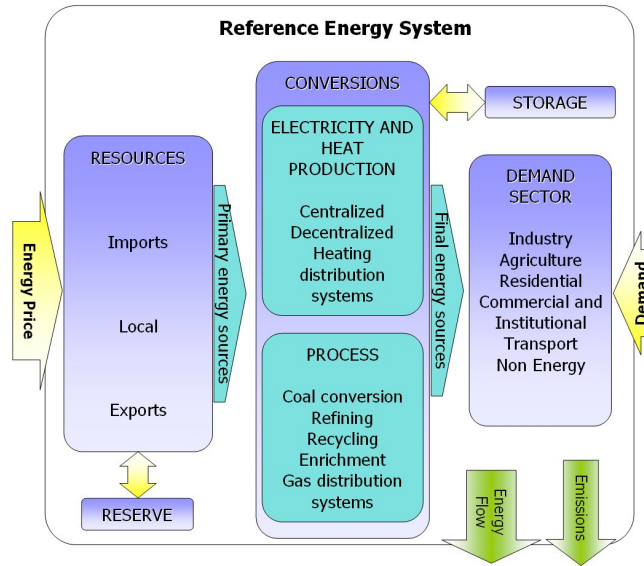 Reference Energy System
Energy Price
RESOURCES
Imports
Local
Exports
RESERVE
Primary energy sources
CONVERSIONS
ELECTRICITY AND
HEAT
PRODUCTION
Centralized
Decentralized
Heating
distribution
systems
PROCESS
Coal conversion
Refining
Recycling
Enrichment
Gas distribution
systems
Final energy sources
STORAGE
DEMAND
SECTOR
Industry
Agriculture
Residential
Commercial and
Institutional
Transport
Non Energy
Demand
Energy
Flow
Emissions